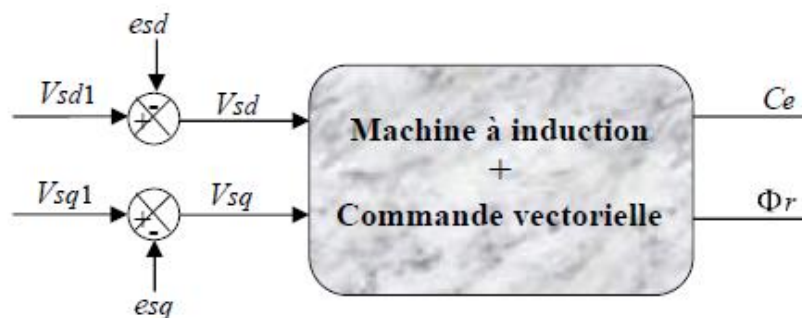 esd
Vsd1
+
-
Vsd
Ce
Machine à induction
+
Commande vectorielle
Vsq1
+
-
Vsq
Φr
esq